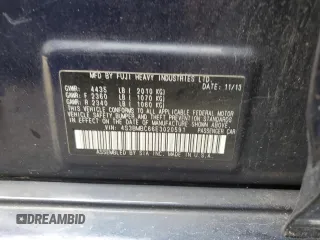 MFD. BY FUJI HEAVY INDUSTRIES LTD.
GVWR: 4435 LB ( 2010 KG) DATE: 11/13
GAWR: F 2360 LB ( 1070 KG)
GAWR: R 2340 LB ( 1060 KG)
THIS VEHICLE CONFORMS TO ALL APPLICABLE
FEDERAL MOTOR VEHICLE SAFETY, BUMPER, AND
THEFT PREVENTION STANDARDS IN EFFECT ON
THE DATE OF MANUFACTURE SHOWN ABOVE.
VIN: 4S3BMBC66E3020597
PASSENGER CAR
ASSEMBLED BY
SIA INC. MADE IN U.S.A.
DREAMBID